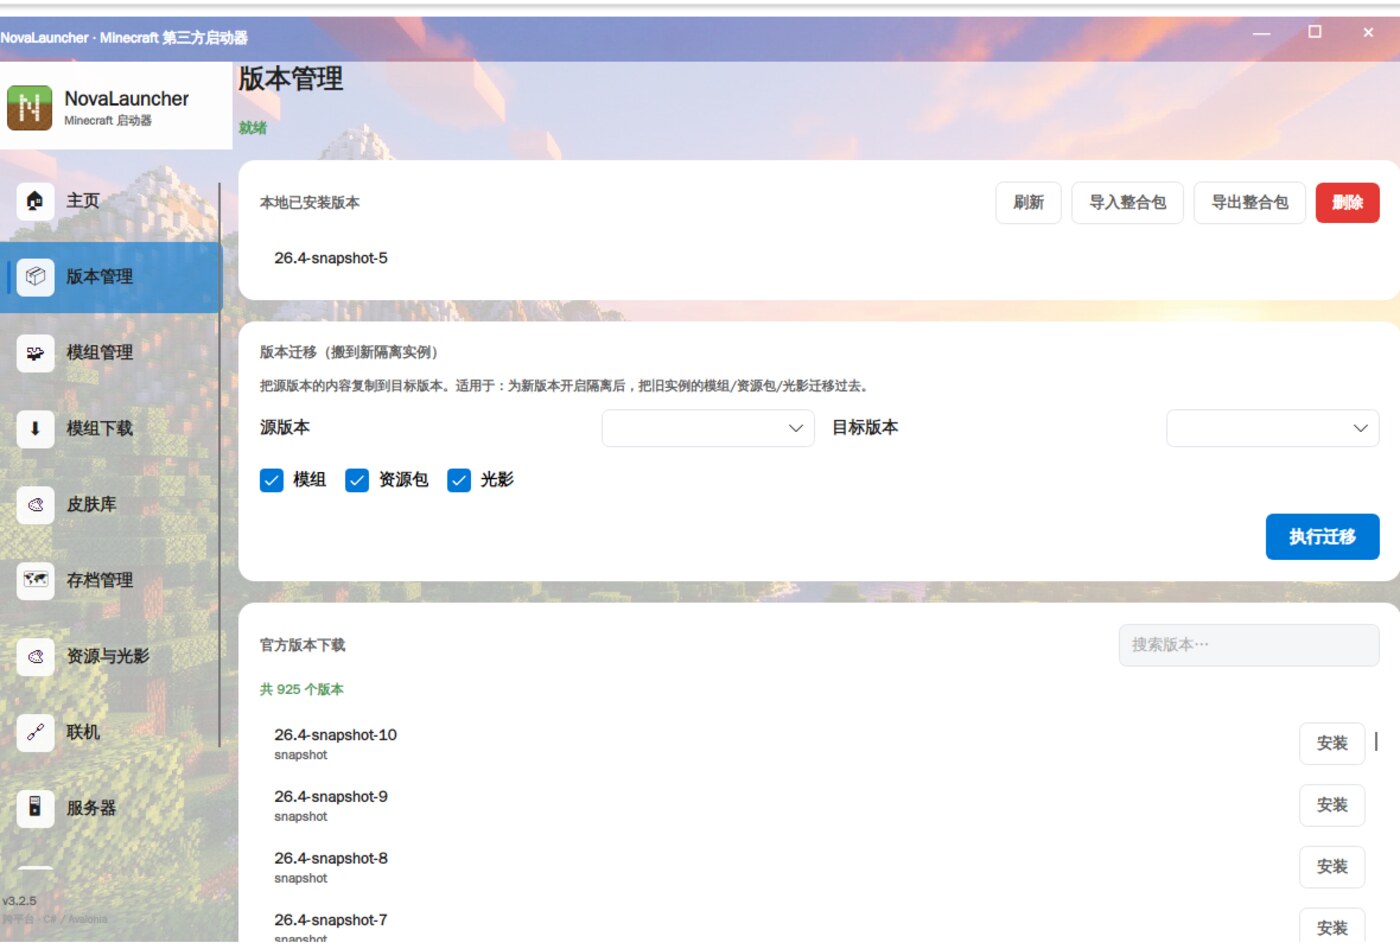 NovaLauncher · Minecraft 第三方启动器
NovaLauncher
Minecraft 启动器
主页
版本管理
模组管理
模组下载
皮肤库
存档管理
资源与光影
联机
服务器
v3.2.5
跨平台 · C# / Avalonia
版本管理
就绪
本地已安装版本
刷新
导入整合包
导出整合包
删除
26.4-snapshot-5
版本迁移（搬到新隔离实例）
把源版本的内容复制到目标版本。适用于：为新版本开启隔离后，把旧实例的模组/资源包/光影迁移过去。
源版本
目标版本
模组
资源包
光影
执行迁移
官方版本下载
搜索版本…
共 925 个版本
26.4-snapshot-10
snapshot
安装
26.4-snapshot-9
snapshot
安装
26.4-snapshot-8
snapshot
安装
26.4-snapshot-7
snapshot
安装